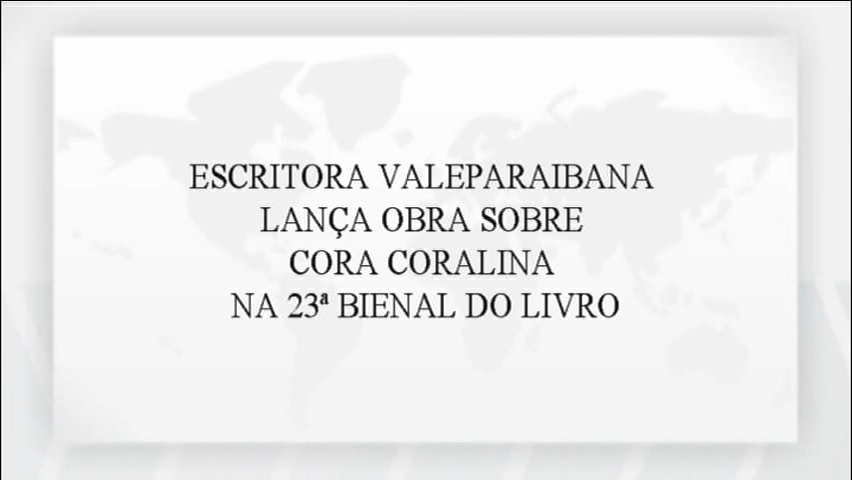 ESCRITORA VALEPARAIBANA
LANÇA OBRA SOBRE
CORA CORALINA
NA 23ª BIENAL DO LIVRO